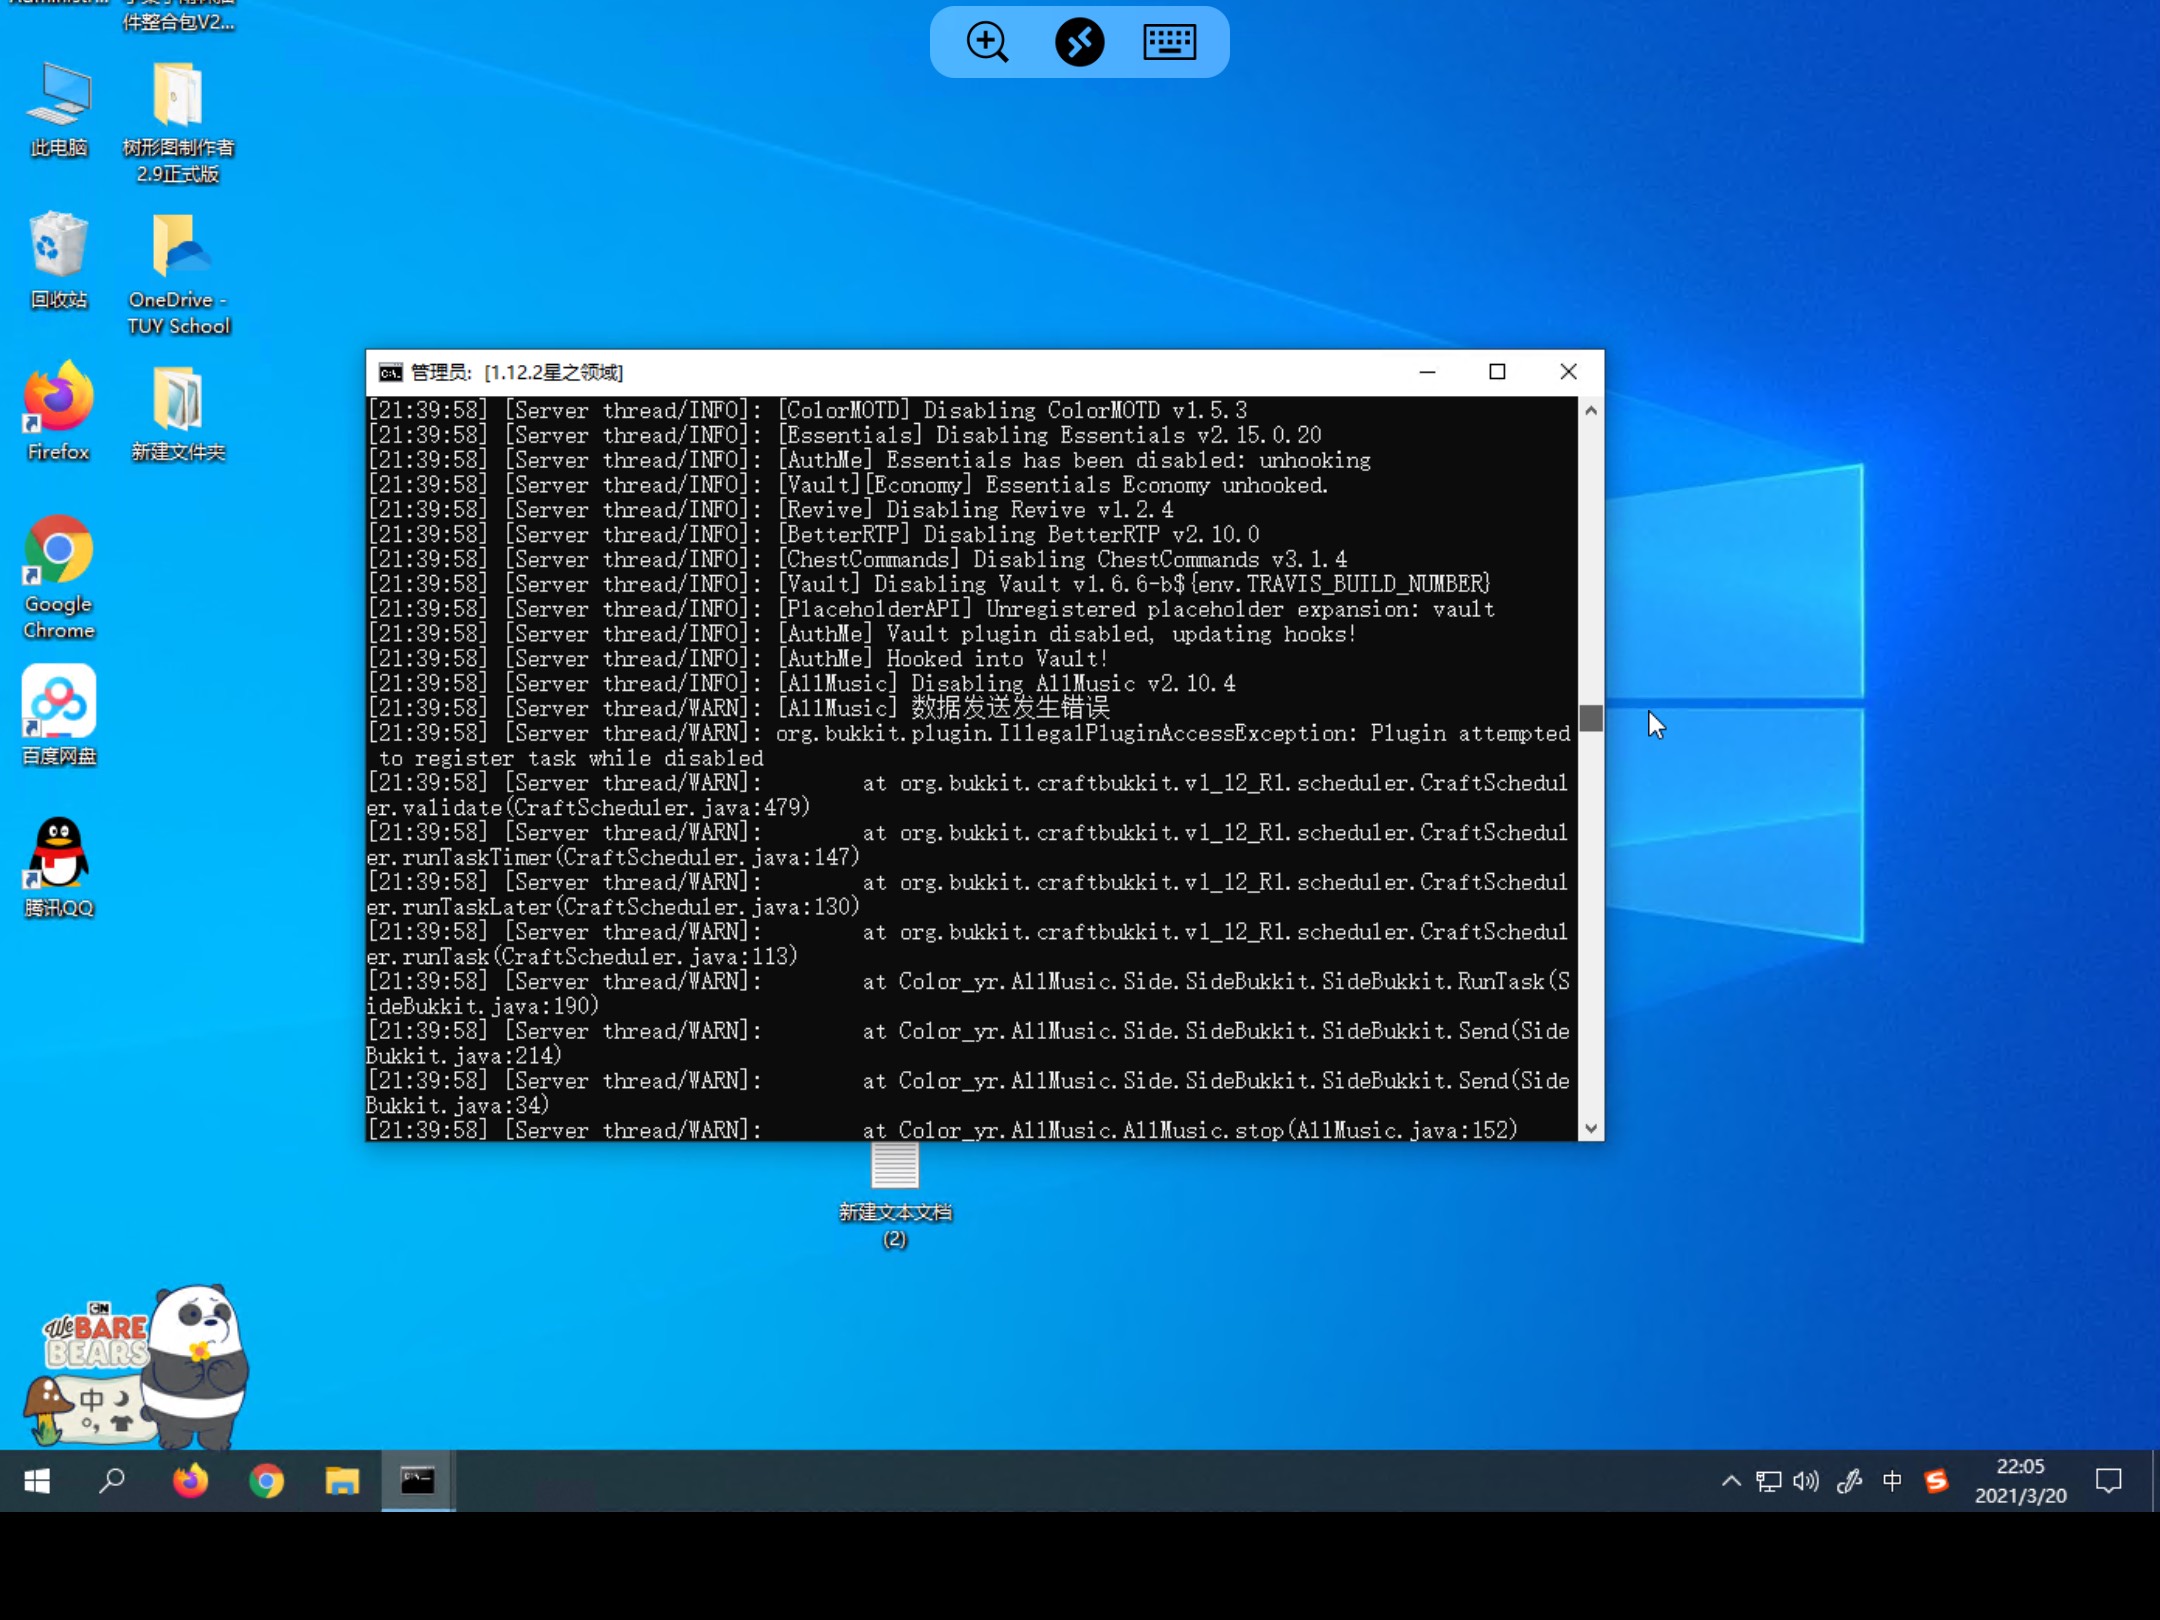 件整合包V2...
此电脑
树形图制作者
2.9正式版
回收站
OneDrive -
TUY School
Firefox
新建文件夹
Google
Chrome
百度网盘
腾讯QQ
管理员: [1.12.2星之领域]
[21:39:58] [Server thread/INFO]: [ColorMOTD] Disabling ColorMOTD v1.5.3
[21:39:58] [Server thread/INFO]: [Essentials] Disabling Essentials v2.15.0.20
[21:39:58] [Server thread/INFO]: [AuthMe] Essentials has been disabled: unhooking
[21:39:58] [Server thread/INFO]: [Vault][Economy] Essentials Economy unhooked.
[21:39:58] [Server thread/INFO]: [Revive] Disabling Revive v1.2.4
[21:39:58] [Server thread/INFO]: [BetterRTP] Disabling BetterRTP v2.10.0
[21:39:58] [Server thread/INFO]: [ChestCommands] Disabling ChestCommands v3.1.4
[21:39:58] [Server thread/INFO]: [Vault] Disabling Vault v1.6.6-b${env.TRAVIS_BUILD_NUMBER}
[21:39:58] [Server thread/INFO]: [PlaceholderAPI] Unregistered placeholder expansion: vault
[21:39:58] [Server thread/INFO]: [AuthMe] Vault plugin disabled, updating hooks!
[21:39:58] [Server thread/INFO]: [AuthMe] Hooked into Vault!
[21:39:58] [Server thread/INFO]: [AllMusic] Disabling AllMusic v2.10.4
[21:39:58] [Server thread/WARN]: [AllMusic] 数据发送发生错误
[21:39:58] [Server thread/WARN]: org.bukkit.plugin.IllegalPluginAccessException: Plugin attempted
to register task while disabled
[21:39:58] [Server thread/WARN]: at org.bukkit.craftbukkit.v1_12_R1.scheduler.CraftSchedul
er.validate(CraftScheduler.java:479)
[21:39:58] [Server thread/WARN]: at org.bukkit.craftbukkit.v1_12_R1.scheduler.CraftSchedul
er.runTaskTimer(CraftScheduler.java:147)
[21:39:58] [Server thread/WARN]: at org.bukkit.craftbukkit.v1_12_R1.scheduler.CraftSchedul
er.runTaskLater(CraftScheduler.java:130)
[21:39:58] [Server thread/WARN]: at org.bukkit.craftbukkit.v1_12_R1.scheduler.CraftSchedul
er.runTask(CraftScheduler.java:113)
[21:39:58] [Server thread/WARN]: at Color_yr.AllMusic.Side.SideBukkit.SideBukkit.RunTask(S
ideBukkit.java:190)
[21:39:58] [Server thread/WARN]: at Color_yr.AllMusic.Side.SideBukkit.SideBukkit.Send(Side
Bukkit.java:214)
[21:39:58] [Server thread/WARN]: at Color_yr.AllMusic.Side.SideBukkit.SideBukkit.Send(Side
Bukkit.java:34)
[21:39:58] [Server thread/WARN]: at Color_yr.AllMusic.AllMusic.stop(AllMusic.java:152)
新建文本文档
(2)
CN
We BARE
BEARS
中
中
22:05
2021/3/20